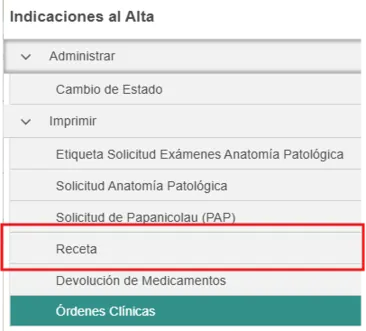 Indicaciones al Alta
Administrar
Cambio de Estado
Imprimir
Etiqueta Solicitud Exámenes Anatomía Patológica
Solicitud Anatomía Patológica
Solicitud de Papanicolau (PAP)
Receta
Devolución de Medicamentos
Órdenes Clínicas